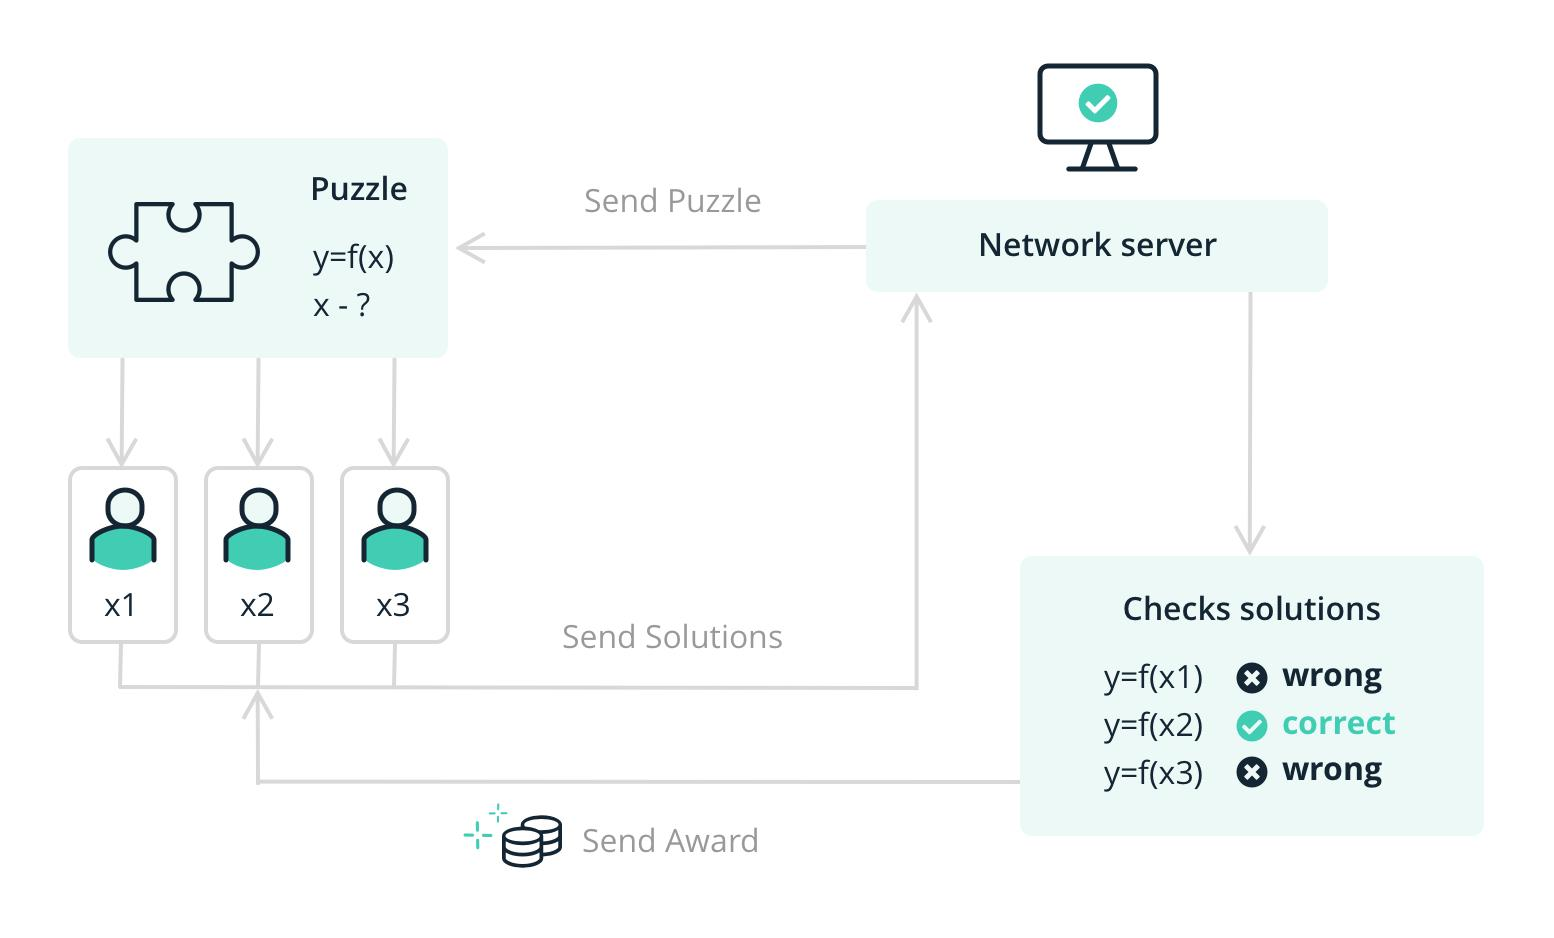 Puzzle
y=f(x)
x - ?
Send Puzzle
Network server
x1
x2
x3
Send Solutions
Checks solutions
y=f(x1) wrong
y=f(x2) correct
y=f(x3) wrong
Send Award